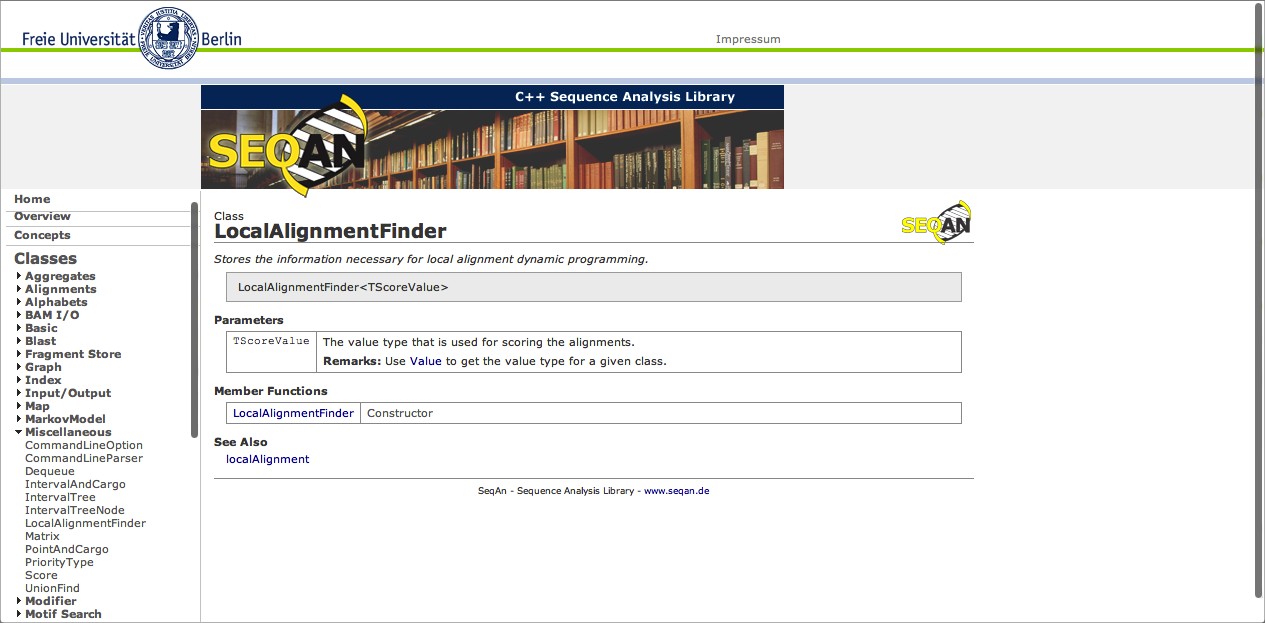 Freie Universität Berlin
Impressum
C++ Sequence Analysis Library
SEQAN
Home
Overview
Concepts
Classes
Aggregates
Alignments
Alphabets
BAM I/O
Basic
Blast
Fragment Store
Graph
Index
Input/Output
Map
MarkovModel
Miscellaneous
CommandLineOption
CommandLineParser
Dequeue
IntervalAndCargo
IntervalTree
IntervalTreeNode
LocalAlignmentFinder
Matrix
PointAndCargo
PriorityType
Score
UnionFind
Modifier
Motif Search
Class
LocalAlignmentFinder
SEQAN
Stores the information necessary for local alignment dynamic programming.
LocalAlignmentFinder<TScoreValue>
Parameters
TScoreValue The value type that is used for scoring the alignments.
Remarks: Use Value to get the value type for a given class.
Member Functions
LocalAlignmentFinder Constructor
See Also
localAlignment
SeqAn - Sequence Analysis Library - www.seqan.de